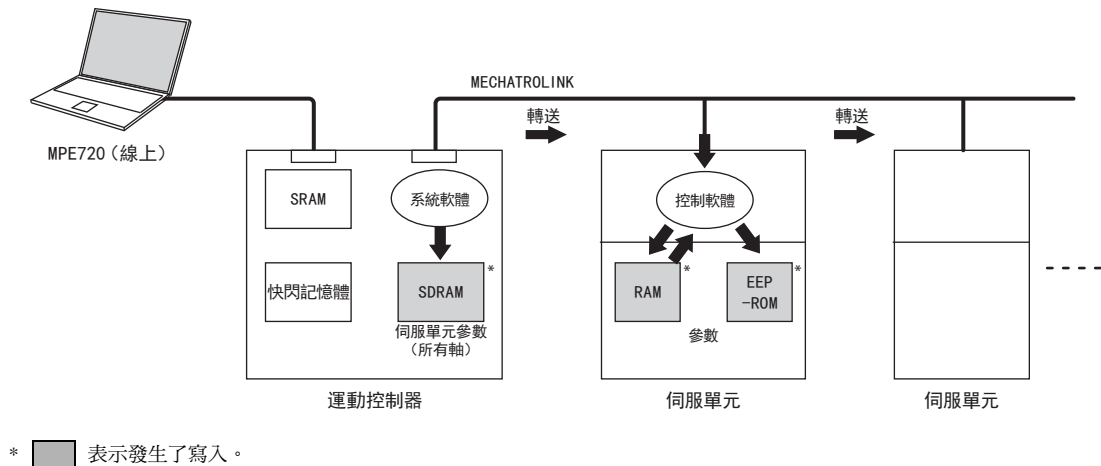 MECHATROLINK
轉送
轉送
MPE720(線上)
SRAM
系統軟體
控制軟體
快閃記憶體
SDRAM
*
RAM
*
EEP
-ROM
*
伺服單元參數
(所有軸)
參數
運動控制器
伺服單元
伺服單元
* 表示發生了寫入。